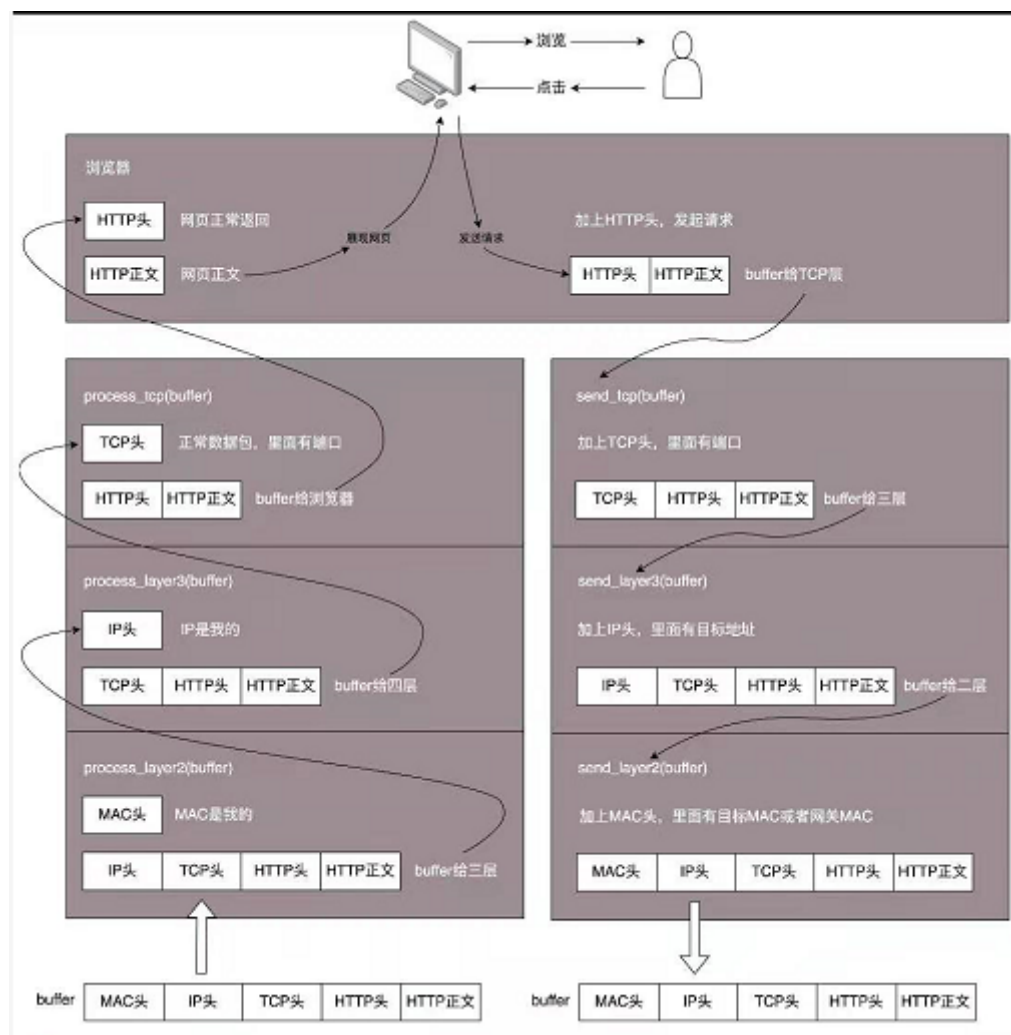 浏览
点击
浏览器
HTTP头 网页正常返回
HTTP正文 网页正文
展现网页
发送请求
加上HTTP头，发起请求
HTTP头 HTTP正文 buffer给TCP层
process_tcp(buffer)
TCP头 正常数据包，里面有端口
HTTP头 HTTP正文 buffer给浏览器
process_layer3(buffer)
IP头 IP是我的
TCP头 HTTP头 HTTP正文 buffer给四层
process_layer2(buffer)
MAC头 MAC是我的
IP头 TCP头 HTTP头 HTTP正文 buffer给三层
buffer MAC头 IP头 TCP头 HTTP头 HTTP正文
send_tcp(buffer)
加上TCP头，里面有端口
TCP头 HTTP头 HTTP正文 buffer给三层
send_layer3(buffer)
加上IP头，里面有目标地址
IP头 TCP头 HTTP头 HTTP正文 buffer给二层
send_layer2(buffer)
加上MAC头，里面有目标MAC或者网关MAC
MAC头 IP头 TCP头 HTTP头 HTTP正文
buffer MAC头 IP头 TCP头 HTTP头 HTTP正文